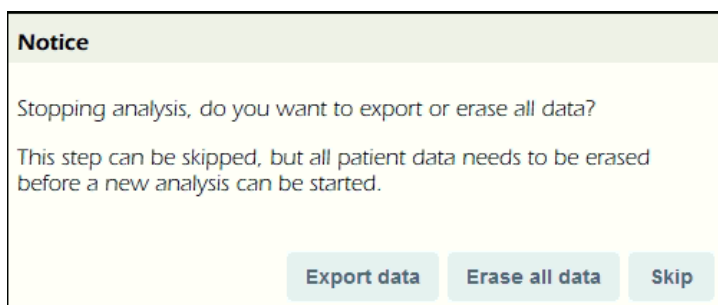 Notice
Stopping analysis, do you want to export or erase all data?
This step can be skipped, but all patient data needs to be erased
before a new analysis can be started.
Export data
Erase all data
Skip